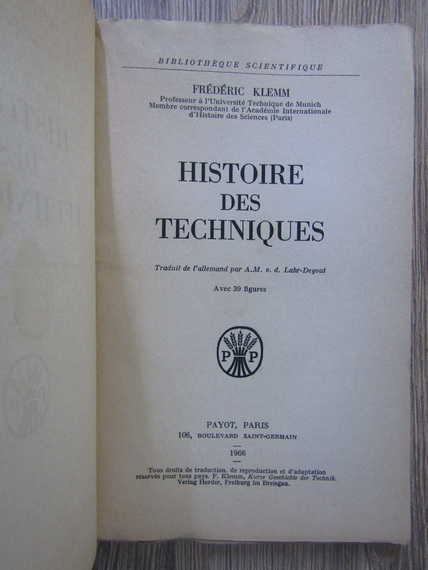 BIBLIOTHÈQUE SCIENTIFIQUE
FRÉDÉRIC KLEMM
Professeur à l'Université Technique de Munich
Membre correspondant de l'Académie Internationale
d'Histoire des Sciences (Paris)
HISTOIRE
DES
TECHNIQUES
Traduit de l'allemand par A.M. v. d. Lahr-Degout
Avec 39 figures
P P
PAYOT, PARIS
106, BOULEVARD SAINT-GERMAIN
1966
Tous droits de traduction, de reproduction et d'adaptation
réservés pour tous pays. F. Klemm, Kurze Geschichte der Technik.
Verlag Herder, Freiburg im Breisgau.